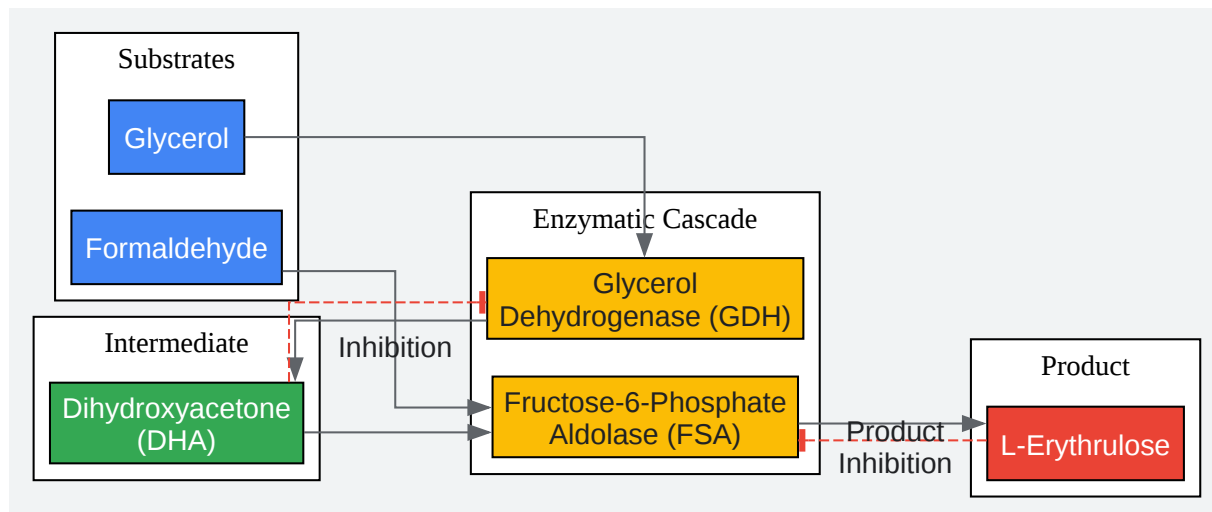 Substrates
Glycerol
Formaldehyde
Enzymatic Cascade
Glycerol
Dehydrogenase (GDH)
Inhibition
Intermediate
Dihydroxyacetone
(DHA)
Fructose-6-Phosphate
Aldolase (FSA)
Product
Inhibition
Product
L-Erythrulose